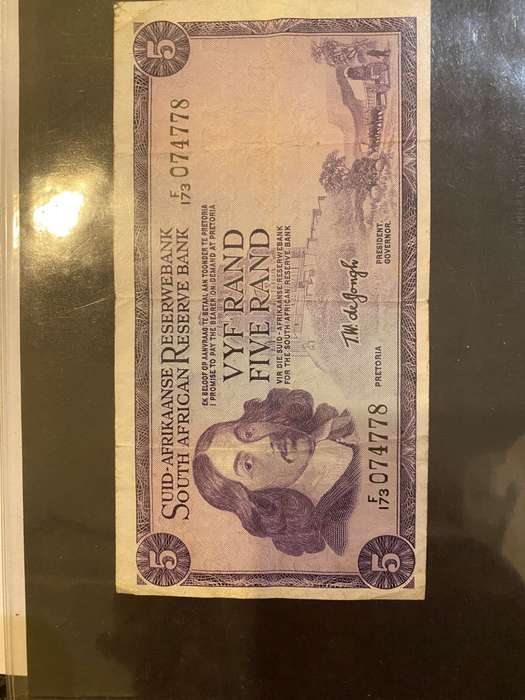 5
SUID-AFRIKAANSE RESERWEBANK
SOUTH AFRICAN RESERVE BANK
F
173 074778
EK BELOOF OP AANVRAAG TE BETAAL AAN TOONDER TE PRETORIA
I PROMISE TO PAY THE BEARER ON DEMAND AT PRETORIA
VYF RAND
FIVE RAND
VIR DIE SUID-AFRIKAANSE RESERWEBANK
FOR THE SOUTH AFRICAN RESERVE BANK
T.W. de Jongh
F
173 074778
PRETORIA
PRESIDENT.
GOVERNOR.
5
5